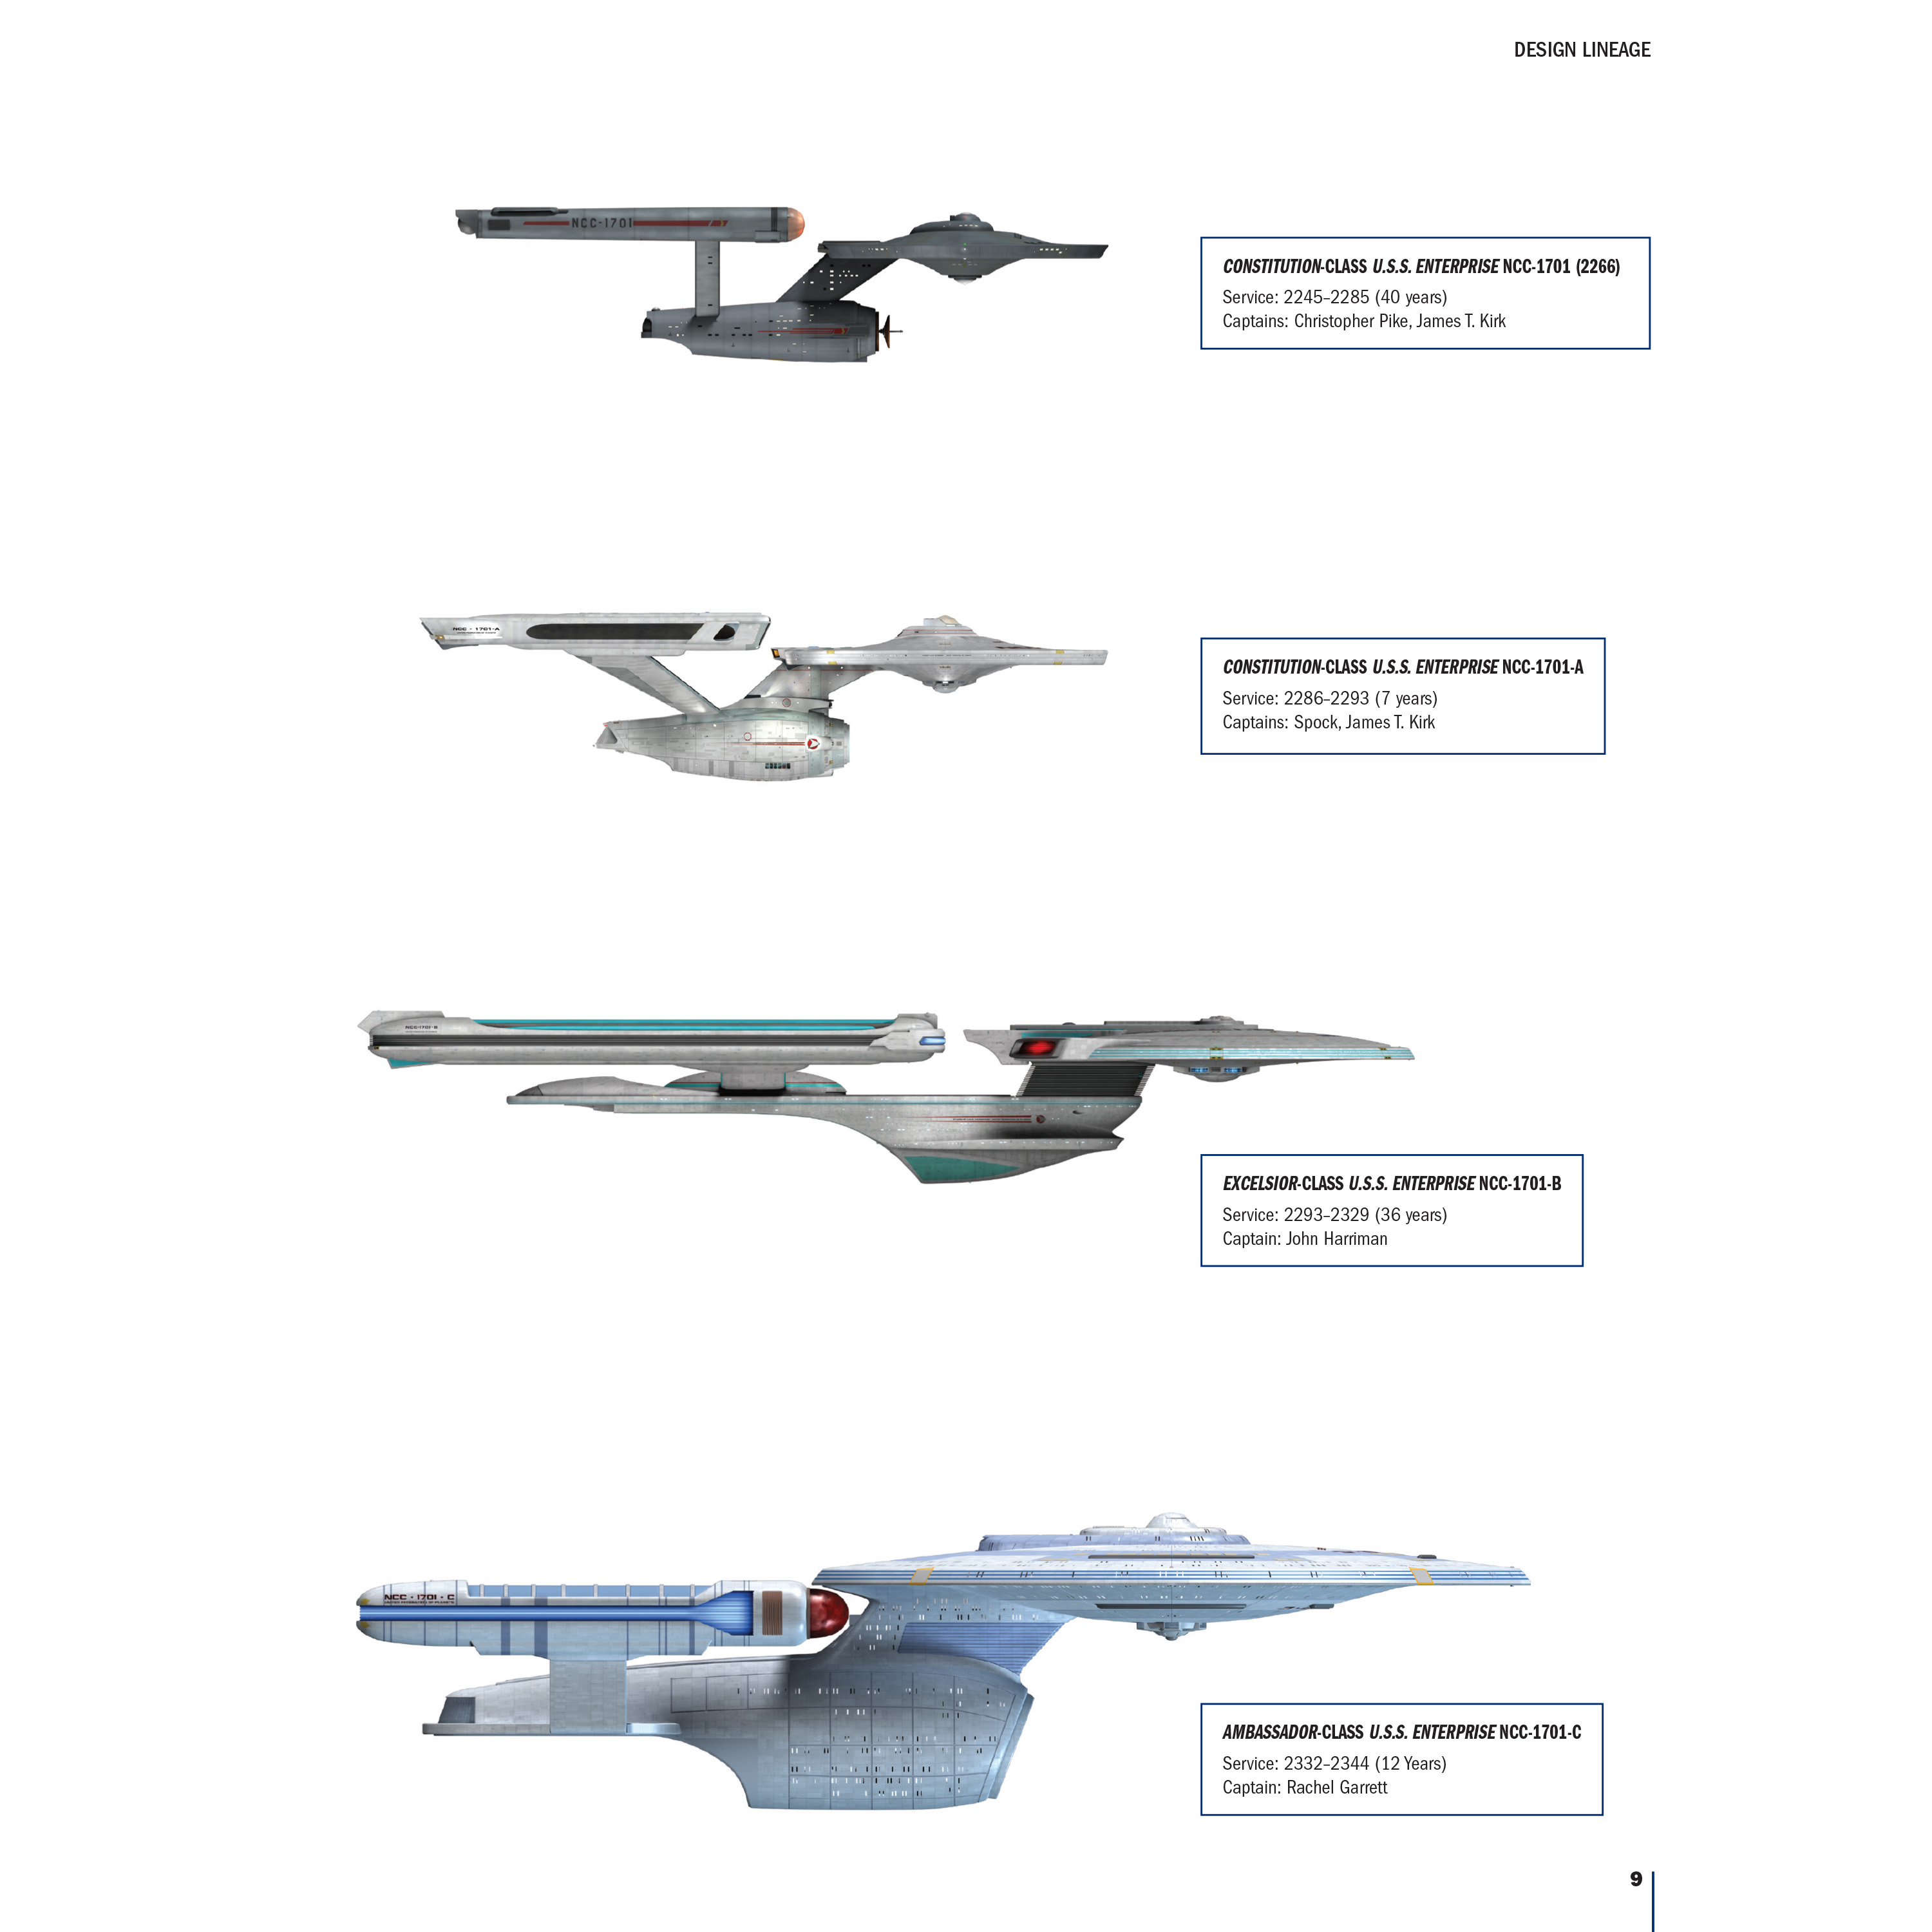 DESIGN LINEAGE
NCC-1701
CONSTITUTION-CLASS U.S.S. ENTERPRISE NCC-1701 (2266)
Service: 2245–2285 (40 years)
Captains: Christopher Pike, James T. Kirk
NCC - 1701-A
CONSTITUTION-CLASS U.S.S. ENTERPRISE NCC-1701-A
Service: 2286–2293 (7 years)
Captains: Spock, James T. Kirk
NCC-1701-B
EXCELSIOR-CLASS U.S.S. ENTERPRISE NCC-1701-B
Service: 2293–2329 (36 years)
Captain: John Harriman
NCC - 1701 - C
AMBASSADOR-CLASS U.S.S. ENTERPRISE NCC-1701-C
Service: 2332–2344 (12 Years)
Captain: Rachel Garrett
9